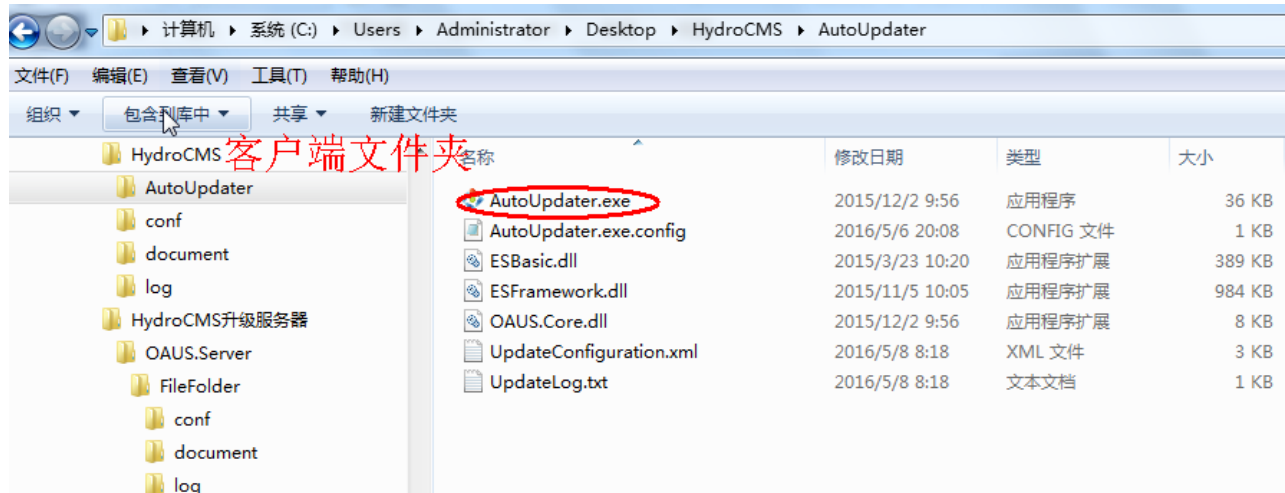 计算机 系统 (C:) Users Administrator Desktop HydroCMS AutoUpdater
文件(F) 编辑(E) 查看(V) 工具(T) 帮助(H)
组织 包含到库中 共享 新建文件夹
HydroCMS
客户端文件夹
AutoUpdater
conf
document
log
HydroCMS升级服务器
OAUS.Server
FileFolder
conf
document
log
名称 修改日期 类型 大小
AutoUpdater.exe 2015/12/2 9:56 应用程序 36 KB
AutoUpdater.exe.config 2016/5/6 20:08 CONFIG 文件 1 KB
ESBasic.dll 2015/3/23 10:20 应用程序扩展 389 KB
ESFramework.dll 2015/11/5 10:05 应用程序扩展 984 KB
OAUS.Core.dll 2015/12/2 9:56 应用程序扩展 8 KB
UpdateConfiguration.xml 2016/5/8 8:18 XML 文件 3 KB
UpdateLog.txt 2016/5/8 8:18 文本文档 1 KB